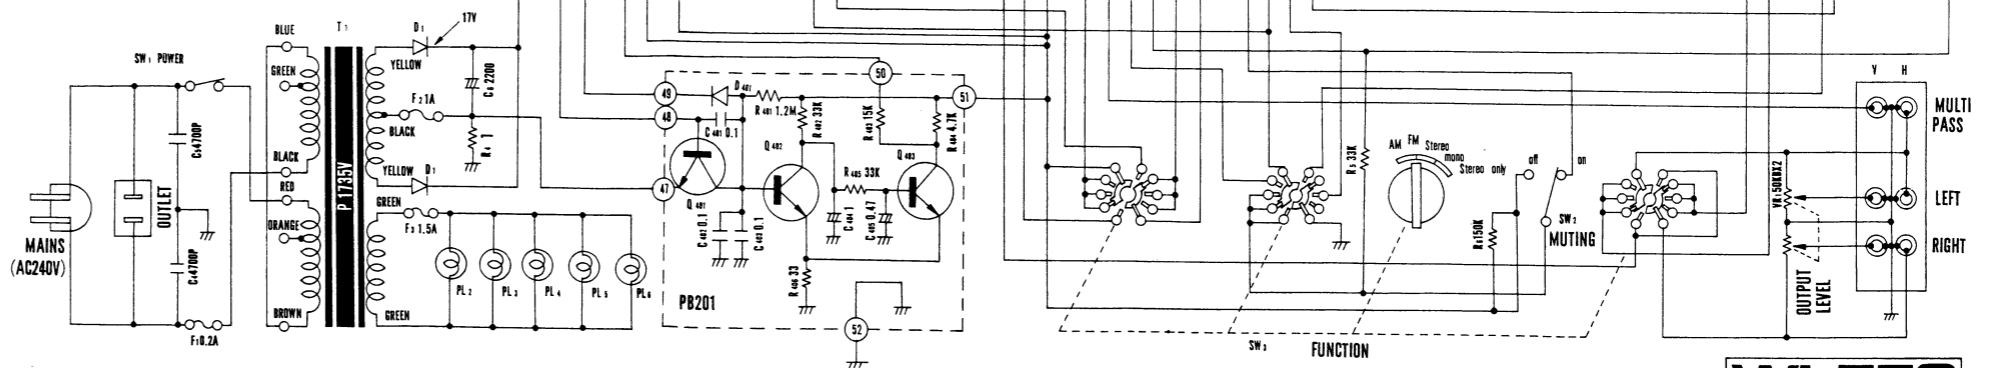 SW1 POWER
BLUE
GREEN
BLACK
RED
ORANGE
BROWN
T1
P 1735V
D1
17V
YELLOW
C6 2200
F2 1A
BLACK
R4 1
YELLOW
D1
GREEN
F3 1.5A
GREEN
PL2
PL3
PL4
PL5
PL6
MAINS
(AC240V)
OUTLET
C54700P
C44700P
F10.2A
49
48
47
50
51
52
D401
C401 0.1
R401 1.2M
R402 33K
R403 15K
R404 4.7K
Q401
Q402
Q403
R405 33K
C402 0.1
C403 0.1
C404 1
C405 0.47
R406 33
PB201
R5 33K
AM
FM
Stereo
mono
Stereo only
off
on
SW2
MUTING
R6150K
SW3
FUNCTION
VR150KBX2
OUTPUT
LEVEL
V
H
MULTI
PASS
LEFT
RIGHT